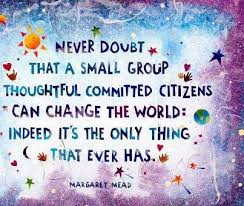 NEVER DOUBT
THAT A SMALL GROUP
THOUGHTFUL COMMITTED CITIZENS
CAN CHANGE THE WORLD:
INDEED IT'S THE ONLY THING
THAT EVER HAS.
MARGARET MEAD